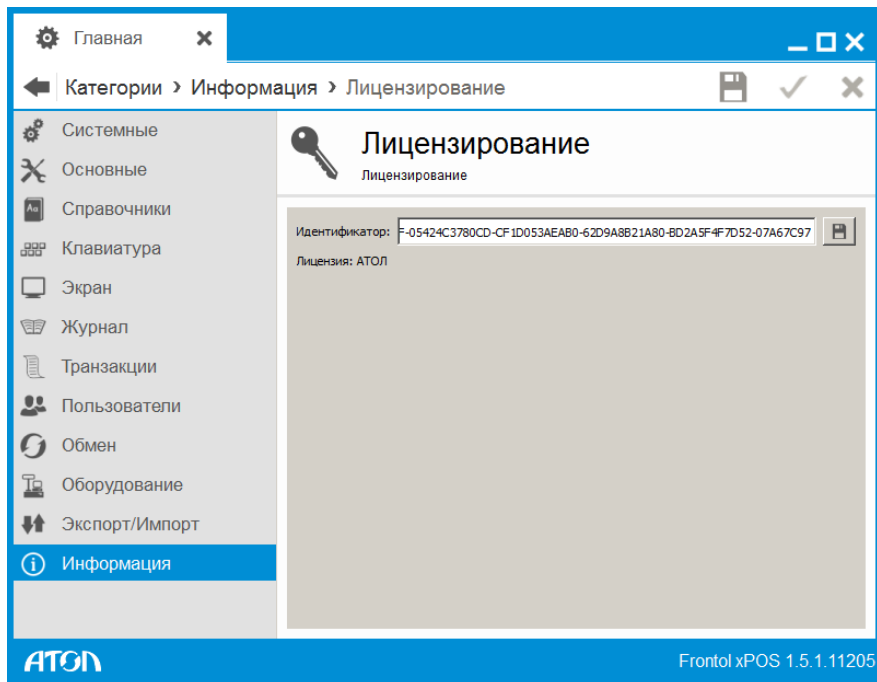 Главная
Категории › Информация › Лицензирование
Системные
Основные
Справочники
Клавиатура
Экран
Журнал
Транзакции
Пользователи
Обмен
Оборудование
Экспорт/Импорт
Информация
Лицензирование
Лицензирование
Идентификатор: F-05424C3780CD-CF1D053AEAB0-62D9A8B21A80-BD2A5F4F7D52-07A67C97
Лицензия: АТОЛ
АТОЛ
Frontol xPOS 1.5.1.11205